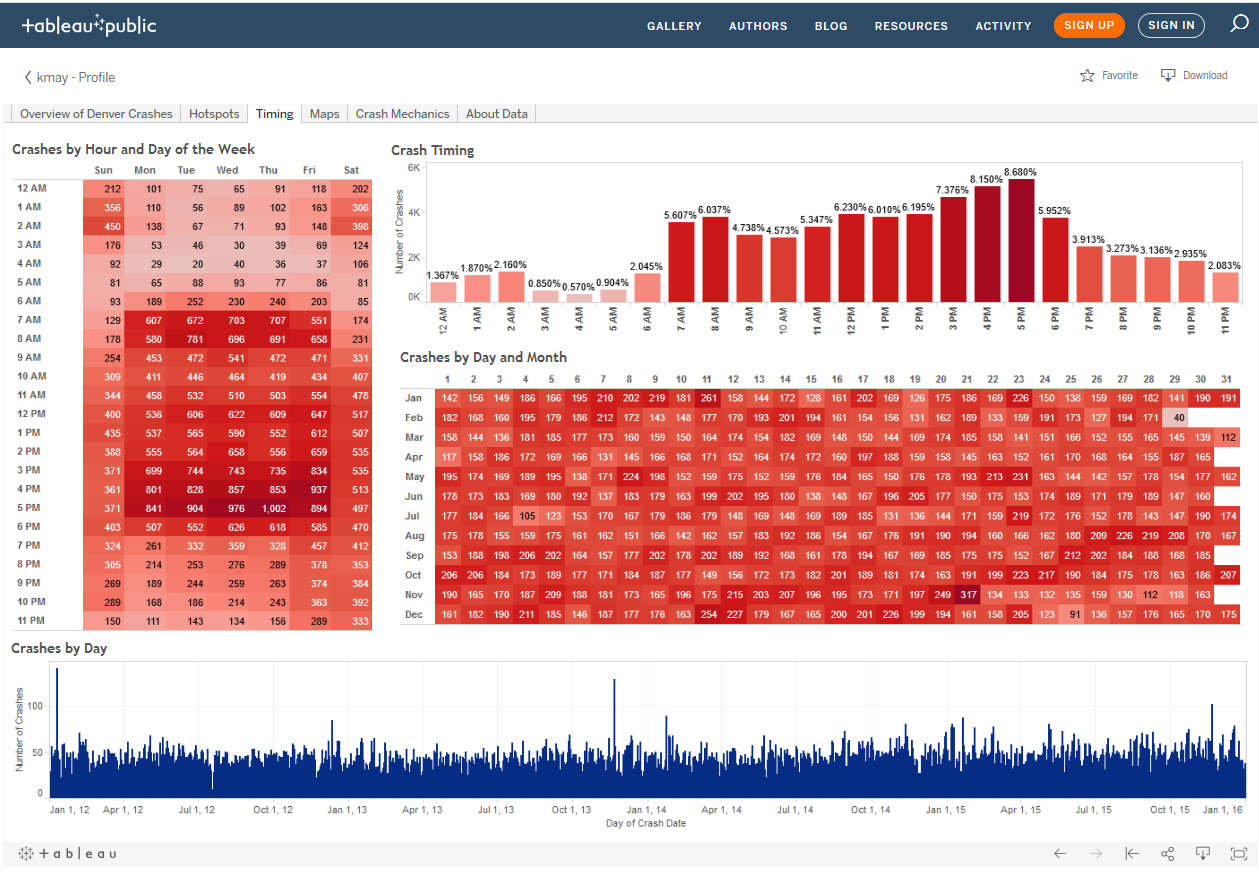 +ableau public
GALLERY AUTHORS BLOG RESOURCES ACTIVITY SIGN UP SIGN IN
kmay - Profile
Favorite Download
Overview of Denver Crashes Hotspots Timing Maps Crash Mechanics About Data
Crashes by Hour and Day of the Week
Sun Mon Tue Wed Thu Fri Sat
12 AM 212 101 75 65 91 118 202
1 AM 356 110 56 89 102 163 306
2 AM 450 138 67 71 93 148 398
3 AM 176 53 46 30 39 69 124
4 AM 92 29 20 40 36 37 106
5 AM 81 65 88 93 77 86 81
6 AM 93 189 252 230 240 203 85
7 AM 129 607 672 703 707 551 174
8 AM 178 580 781 696 691 658 231
9 AM 254 453 472 541 472 471 331
10 AM 309 411 446 464 419 434 407
11 AM 344 458 532 510 503 554 478
12 PM 400 536 606 622 609 647 517
1 PM 435 537 565 590 552 612 507
2 PM 388 555 564 658 556 659 535
3 PM 371 699 744 743 735 834 535
4 PM 361 801 828 857 853 937 513
5 PM 371 841 904 976 1,002 894 497
6 PM 403 507 552 626 618 585 470
7 PM 324 261 332 359 328 457 412
8 PM 305 214 253 276 289 378 353
9 PM 269 189 244 259 263 374 384
10 PM 289 168 186 214 243 363 392
11 PM 150 111 143 134 156 289 333
Crash Timing
Number of Crashes
6K
4K
2K
0K
1.367% 1.870% 2.160% 0.850% 0.570% 0.904% 2.045% 5.607% 6.037% 4.738% 4.573% 5.347% 6.230% 6.010% 6.195% 7.376% 8.150% 8.680% 5.952% 3.913% 3.273% 3.136% 2.935% 2.083%
12 AM 1 AM 2 AM 3 AM 4 AM 5 AM 6 AM 7 AM 8 AM 9 AM 10 AM 11 AM 12 PM 1 PM 2 PM 3 PM 4 PM 5 PM 6 PM 7 PM 8 PM 9 PM 10 PM 11 PM
Crashes by Day and Month
1 2 3 4 5 6 7 8 9 10 11 12 13 14 15 16 17 18 19 20 21 22 23 24 25 26 27 28 29 30 31
Jan 142 156 149 186 166 195 210 202 219 181 261 158 144 172 128 161 202 169 126 175 186 169 226 150 138 159 169 182 141 190 191
Feb 182 168 160 195 179 186 212 172 143 148 177 170 193 201 194 161 154 156 131 162 189 133 159 191 173 127 194 171 40
Mar 158 144 136 181 185 177 173 160 159 150 164 174 154 182 169 148 150 144 169 174 185 158 141 151 166 152 155 165 145 139 112
Apr 117 158 186 172 169 166 131 145 166 168 171 152 164 174 172 160 197 188 159 158 145 163 152 161 170 168 164 155 187 165
May 195 174 169 189 195 138 171 224 198 152 159 175 152 159 176 184 165 150 176 178 193 213 231 163 144 142 157 178 154 177 162
Jun 178 173 183 169 180 192 137 183 179 163 199 202 195 180 138 148 167 196 205 177 150 175 153 174 189 171 179 189 147 160
Jul 177 184 166 105 123 153 170 167 179 186 179 148 169 148 169 189 185 131 136 144 171 159 219 172 176 152 178 143 147 190 174
Aug 175 178 155 159 175 161 162 151 166 142 162 157 183 192 186 154 167 176 191 190 194 160 166 162 180 209 226 219 208 170 167
Sep 153 188 198 206 202 164 157 177 202 178 202 189 192 168 161 178 194 167 169 185 175 175 152 167 212 202 184 188 168 185
Oct 206 206 184 173 189 177 171 184 187 177 149 156 172 173 182 201 189 181 174 163 191 199 223 217 190 184 175 178 163 186 207
Nov 190 165 170 187 209 188 181 173 165 196 175 215 203 207 196 195 173 171 197 249 317 134 133 132 135 159 130 112 118 163
Dec 161 182 190 211 185 146 187 177 176 163 254 227 179 167 165 200 201 226 199 194 161 158 205 123 91 136 157 176 165 170 175
Crashes by Day
Number of Crashes
100
50
0
Jan 1, 12 Apr 1, 12 Jul 1, 12 Oct 1, 12 Jan 1, 13 Apr 1, 13 Jul 1, 13 Oct 1, 13 Jan 1, 14 Apr 1, 14 Jul 1, 14 Oct 1, 14 Jan 1, 15 Apr 1, 15 Jul 1, 15 Oct 1, 15 Jan 1, 16
Day of Crash Date
+ a b l e a u